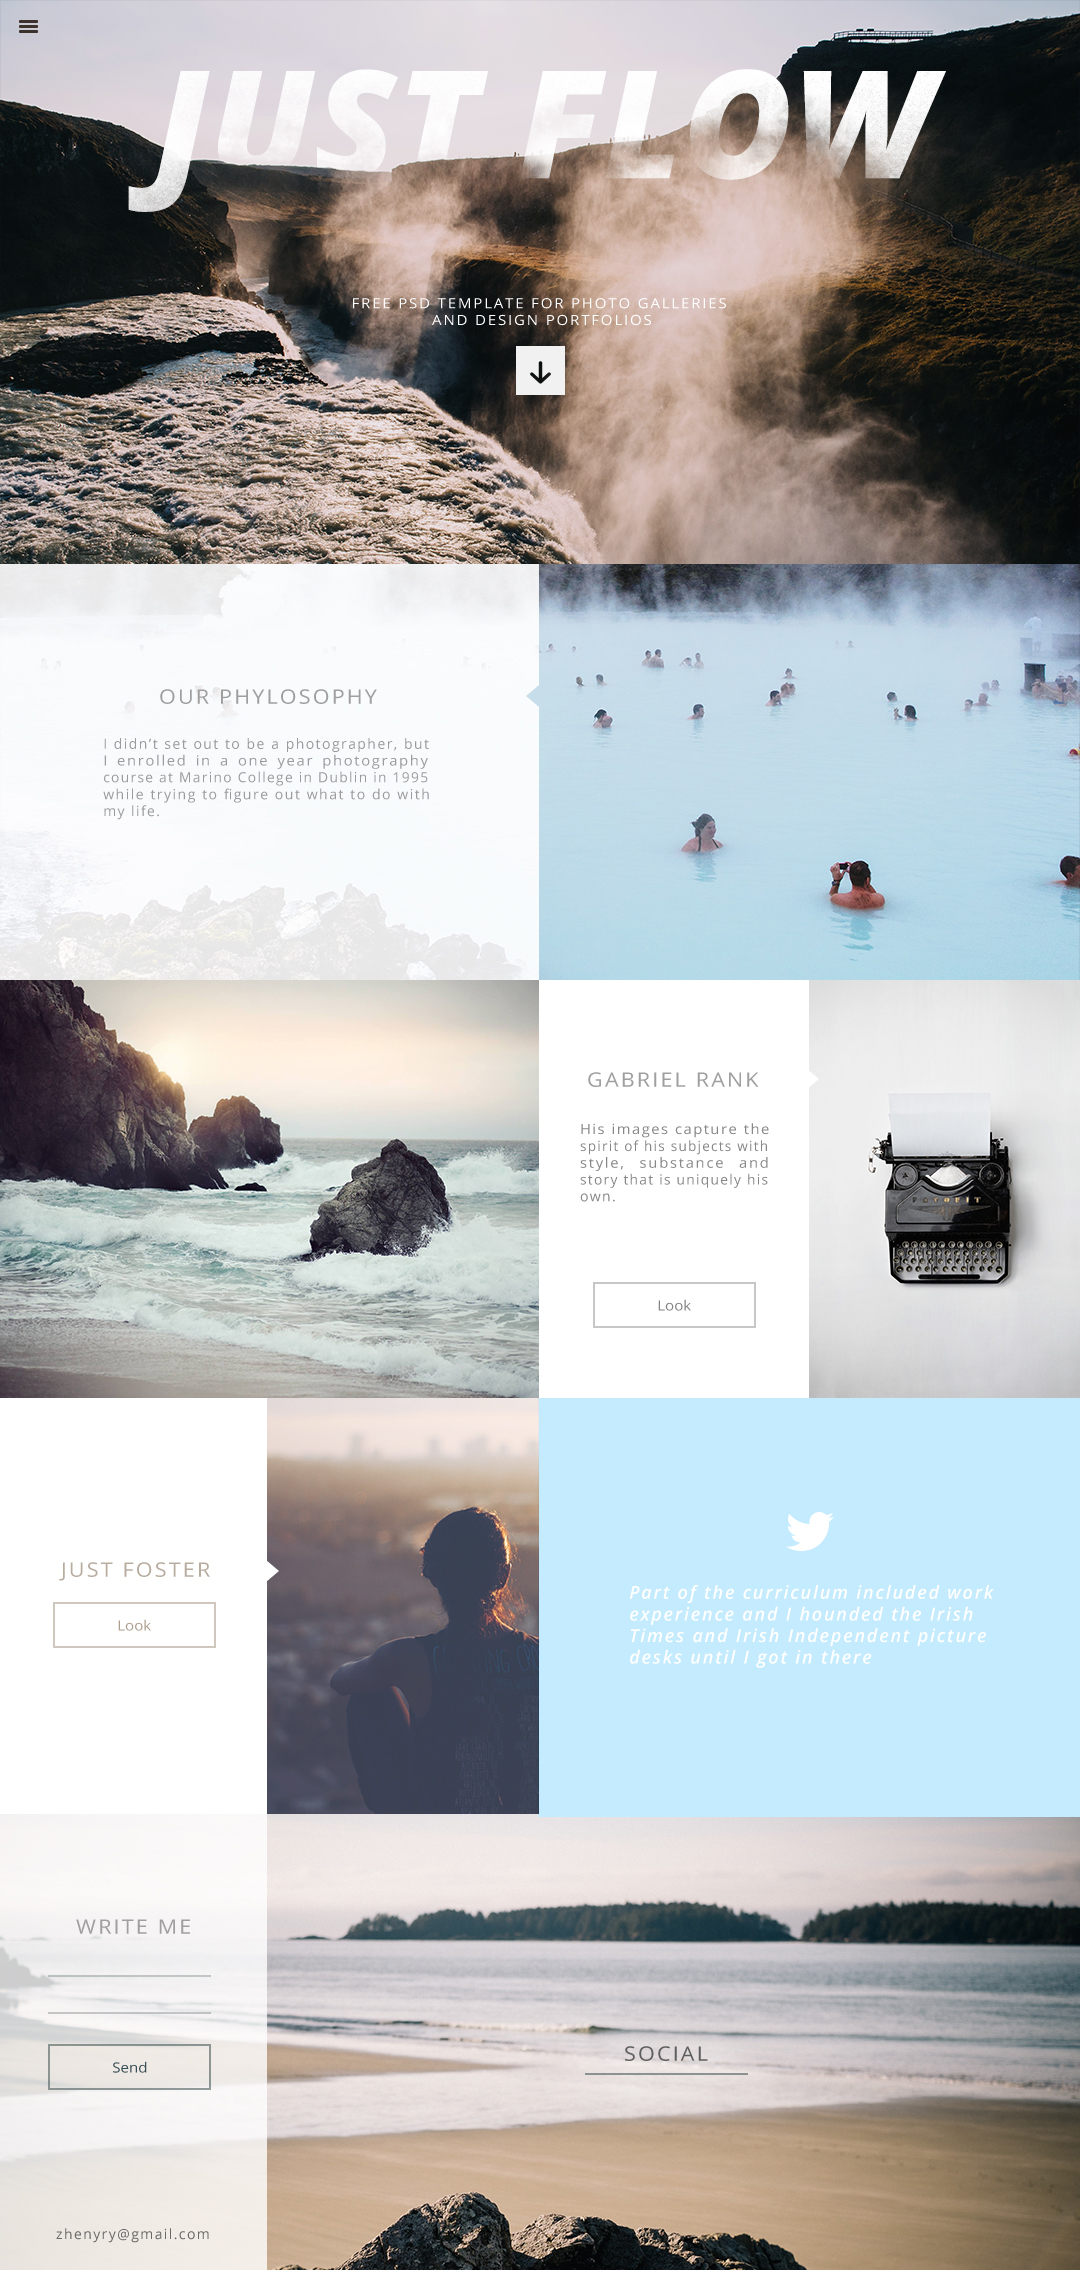 JUST FLOW
FREE PSD TEMPLATE FOR PHOTO GALLERIES
AND DESIGN PORTFOLIOS
OUR PHYLOSOPHY
I didn't set out to be a photographer, but
I enrolled in a one year photography
course at Marino College in Dublin in 1995
while trying to figure out what to do with
my life.
GABRIEL RANK
His images capture the
spirit of his subjects with
style, substance and
story that is uniquely his
own.
Look
JUST FOSTER
Look
Part of the curriculum included work
experience and I hounded the Irish
Times and Irish Independent picture
desks until I got in there
WRITE ME
Send
SOCIAL
zhenyry@gmail.com